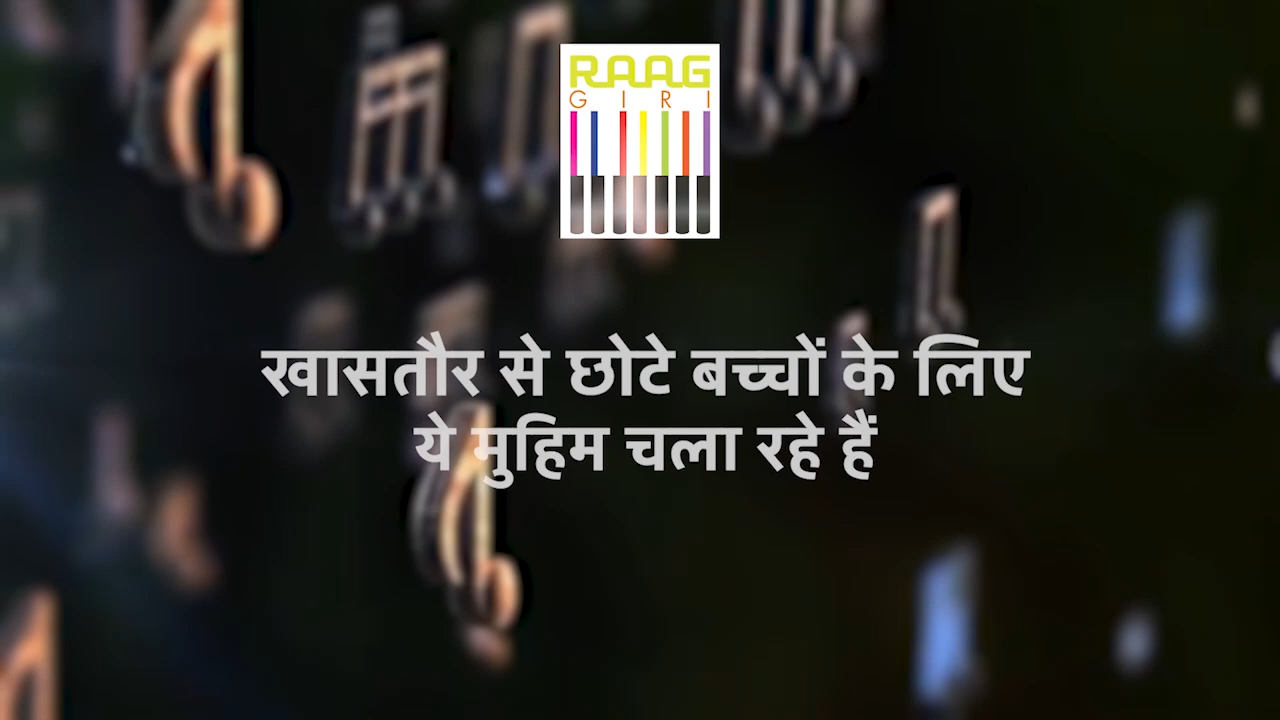 RAAG
GIRI
खासतौर से छोटे बच्चों के लिए
ये मुहिम चला रहे हैं